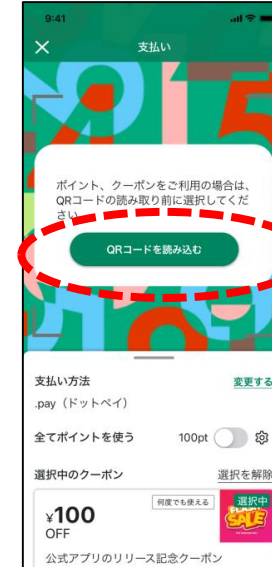 9:41
支払い
ポイント、クーポンをご利用の場合は、
QRコードの読み取り前に選択してくだ
さい
QRコードを読み込む
支払い方法
変更する
.pay（ドットペイ）
全てポイントを使う
100pt
選択中のクーポン
選択を解除
何度でも使える
選択中
¥100
OFF
SALE
公式アプリのリリース記念クーポン